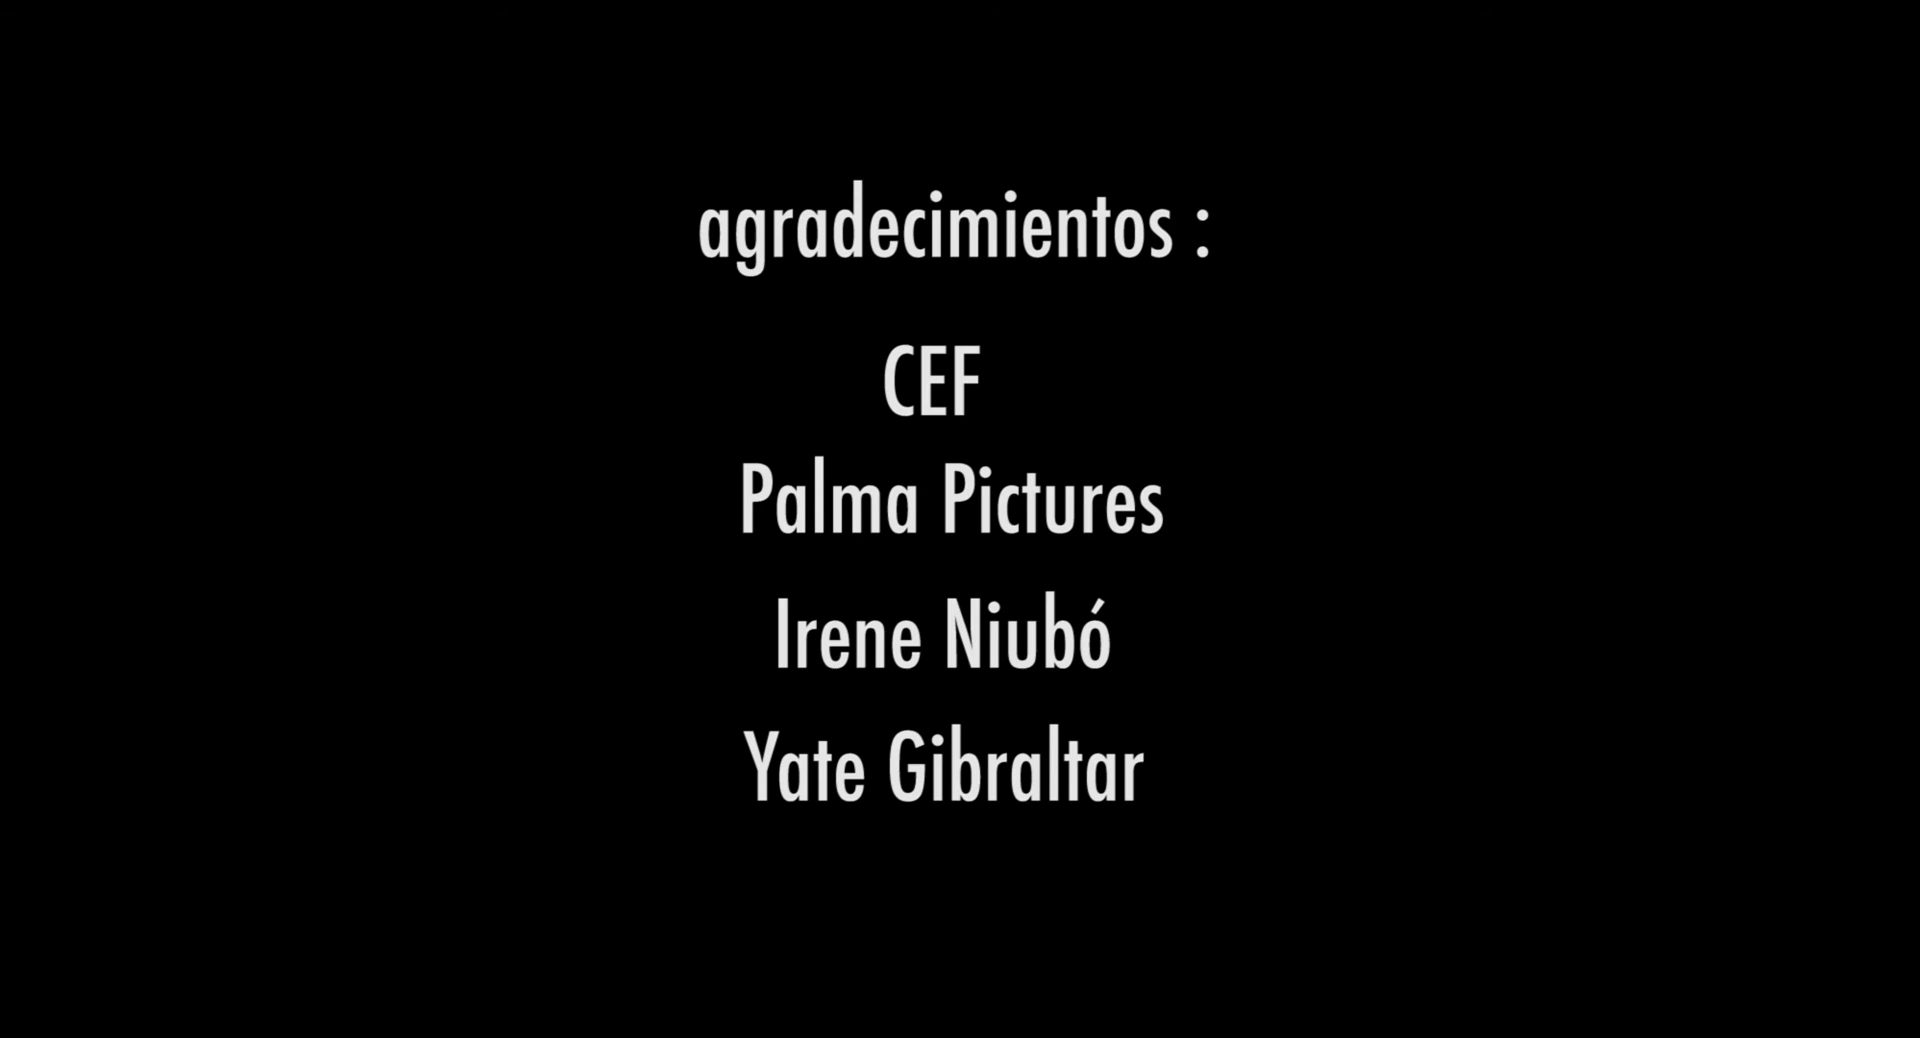 agradecimientos :
CEF
Palma Pictures
Irene Niubó
Yate Gibraltar